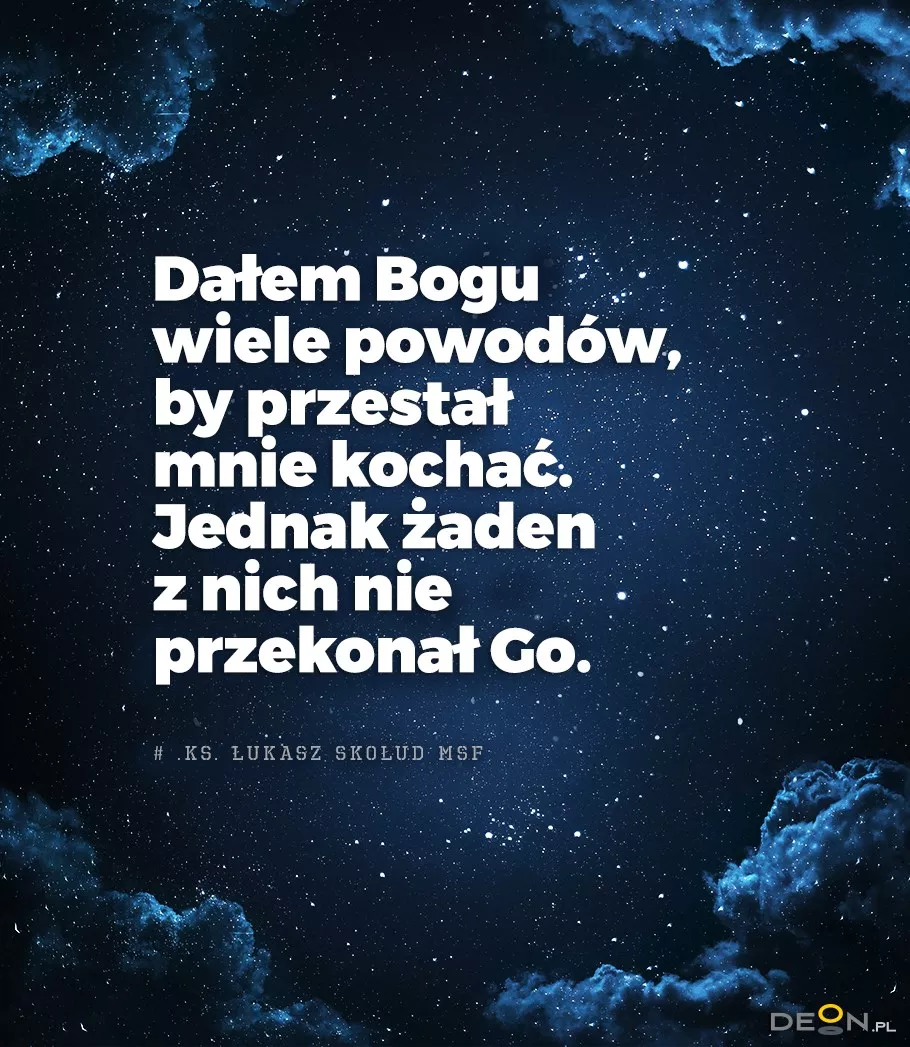 Dałem Bogu
wiele powodów,
by przestał
mnie kochać.
Jednak żaden
z nich nie
przekonał Go.
# .KS. ŁUKASZ SKOŁUD MSF
DEON.PL